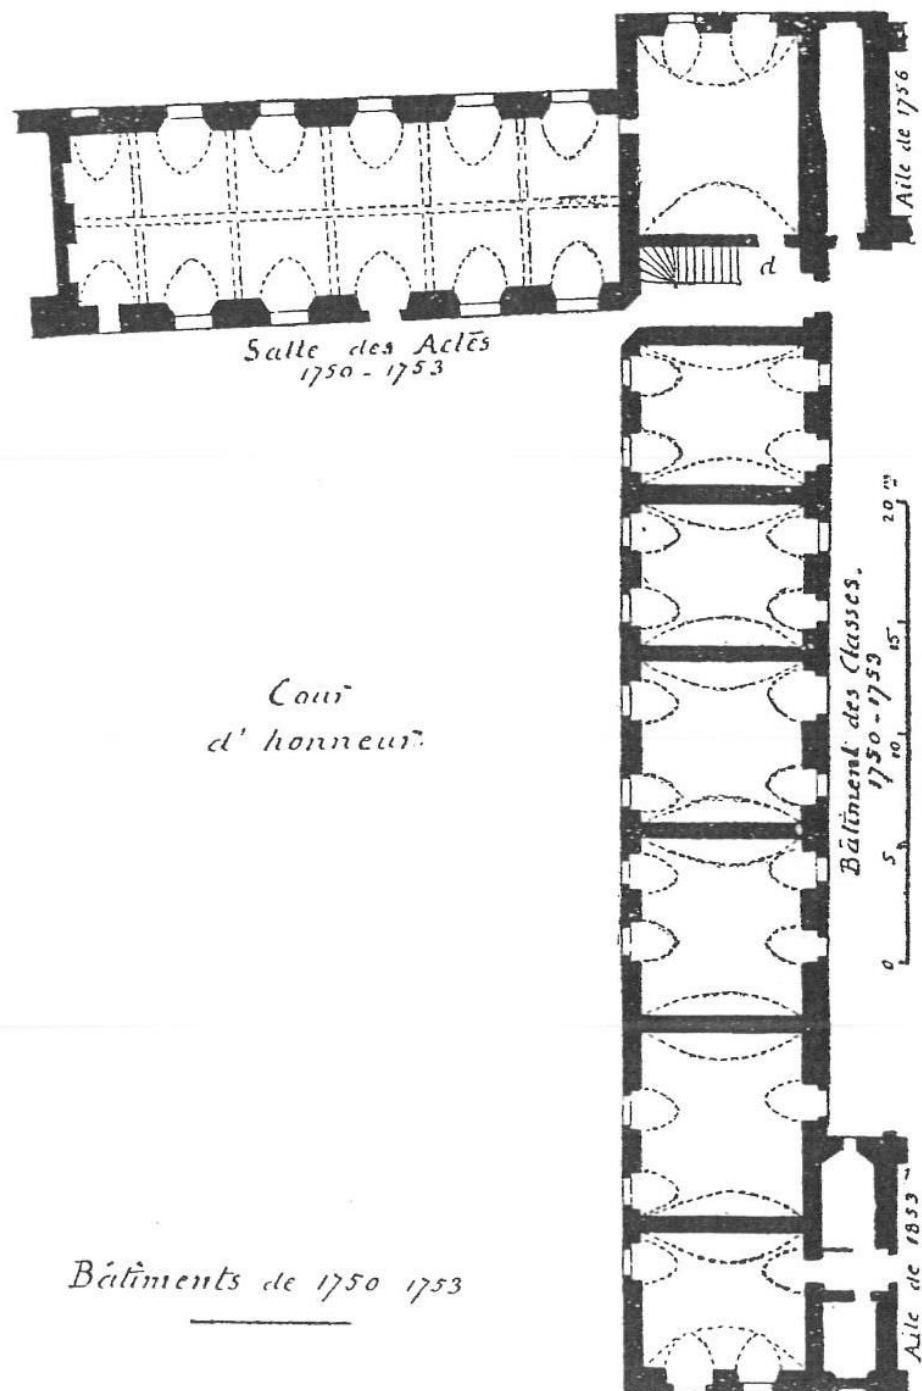 Aile de 1756
d
Salle des Actes
1750 - 1753
Bâtiment des Classes.
1750 - 1753
0 5 10 15 20 m
Cour
d'honneur.
Bâtiments de 1750 1753
Aile de 1853